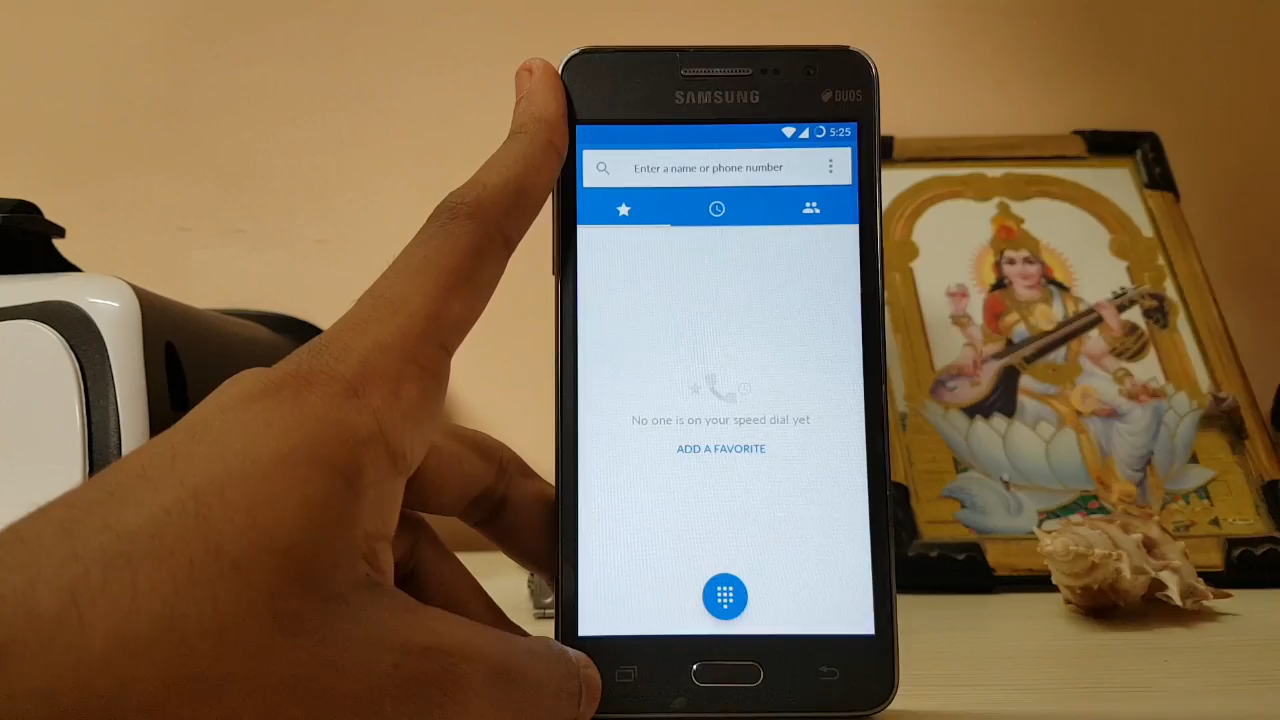 SAMSUNG
DUOS
5:25
Enter a name or phone number
No one is on your speed dial yet
ADD A FAVORITE